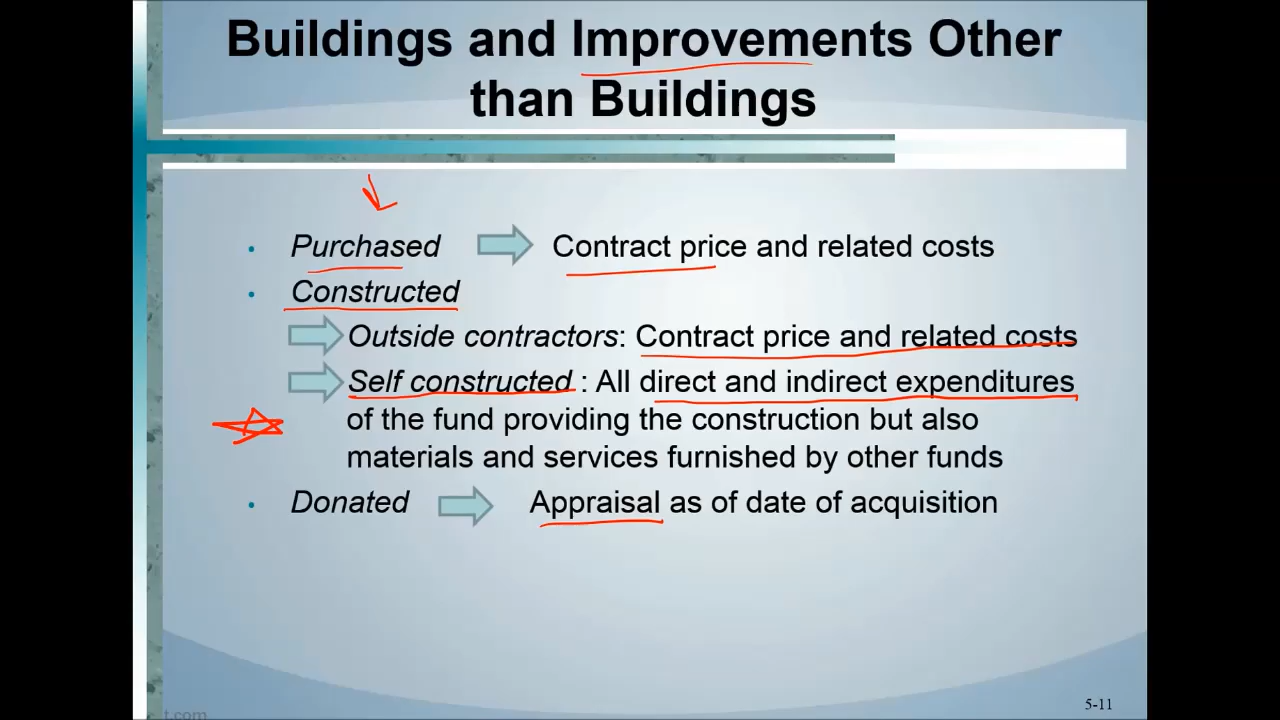 Buildings and Improvements Other
than Buildings
• Purchased Contract price and related costs
• Constructed
Outside contractors: Contract price and related costs
Self constructed : All direct and indirect expenditures
of the fund providing the construction but also
materials and services furnished by other funds
• Donated Appraisal as of date of acquisition
5-11
t.com